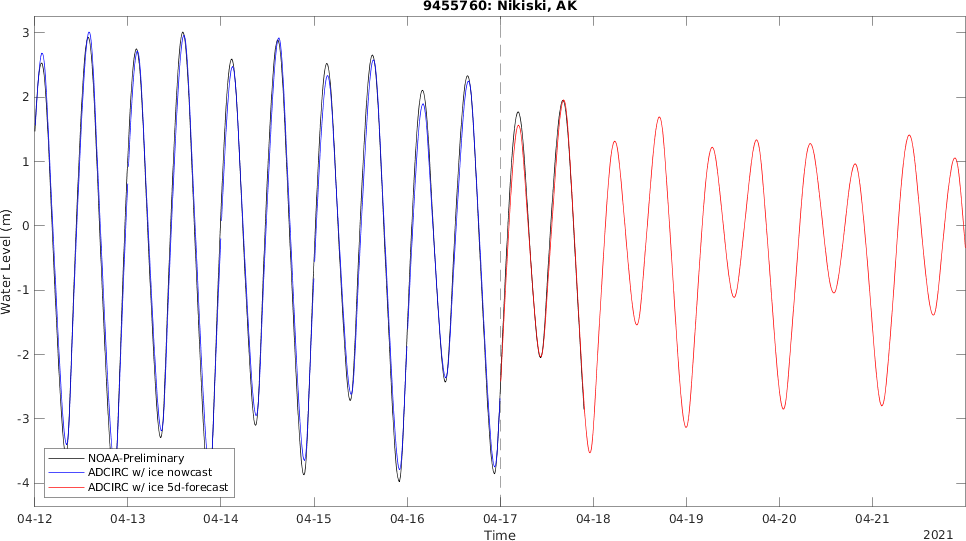 9455760: Nikiski, AK
3
2
1
0
-1
-2
-3
-4
Water Level (m)
NOAA-Preliminary
ADCIRC w/ ice nowcast
ADCIRC w/ ice 5d-forecast
04-12 04-13 04-14 04-15 04-16 04-17 04-18 04-19 04-20 04-21
Time
2021